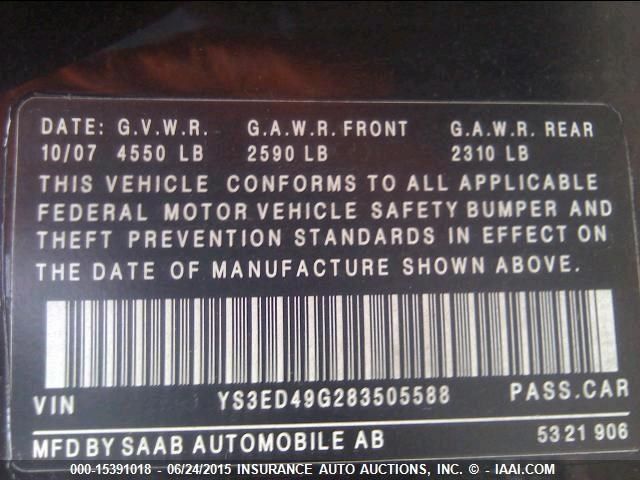 DATE: G.V.W.R. G.A.W.R. FRONT G.A.W.R. REAR
10/07 4550 LB 2590 LB 2310 LB
THIS VEHICLE CONFORMS TO ALL APPLICABLE
FEDERAL MOTOR VEHICLE SAFETY BUMPER AND
THEFT PREVENTION STANDARDS IN EFFECT ON
THE DATE OF MANUFACTURE SHOWN ABOVE.
VIN YS3ED49G283505588 PASS.CAR
MFD BY SAAB AUTOMOBILE AB 53 21 906
000-15391018 - 06/24/2015 INSURANCE AUTO AUCTIONS, INC. - © - IAAI.COM